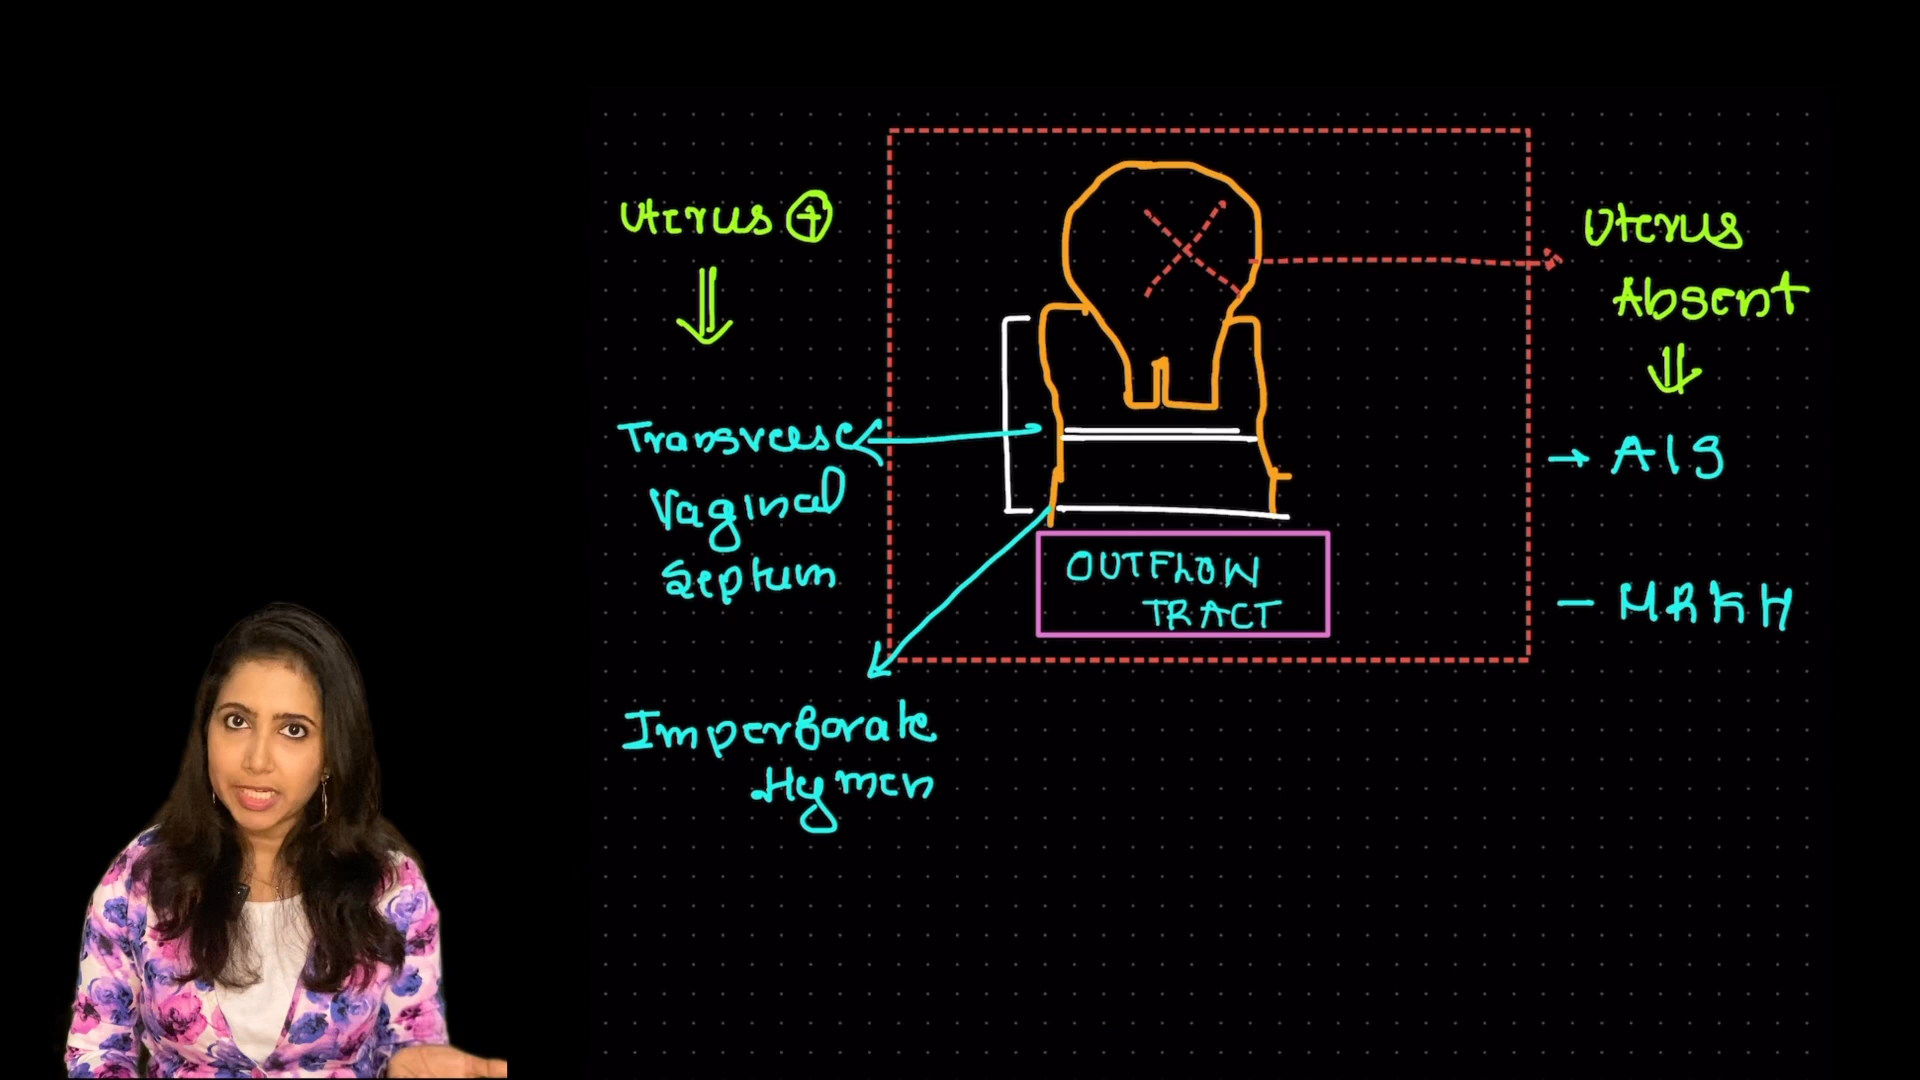 Uterus +
Transverse
Vaginal
Septum
Imperforate
Hymen
OUTFLOW
TRACT
Uterus
Absent
→ AIS
– MRKH